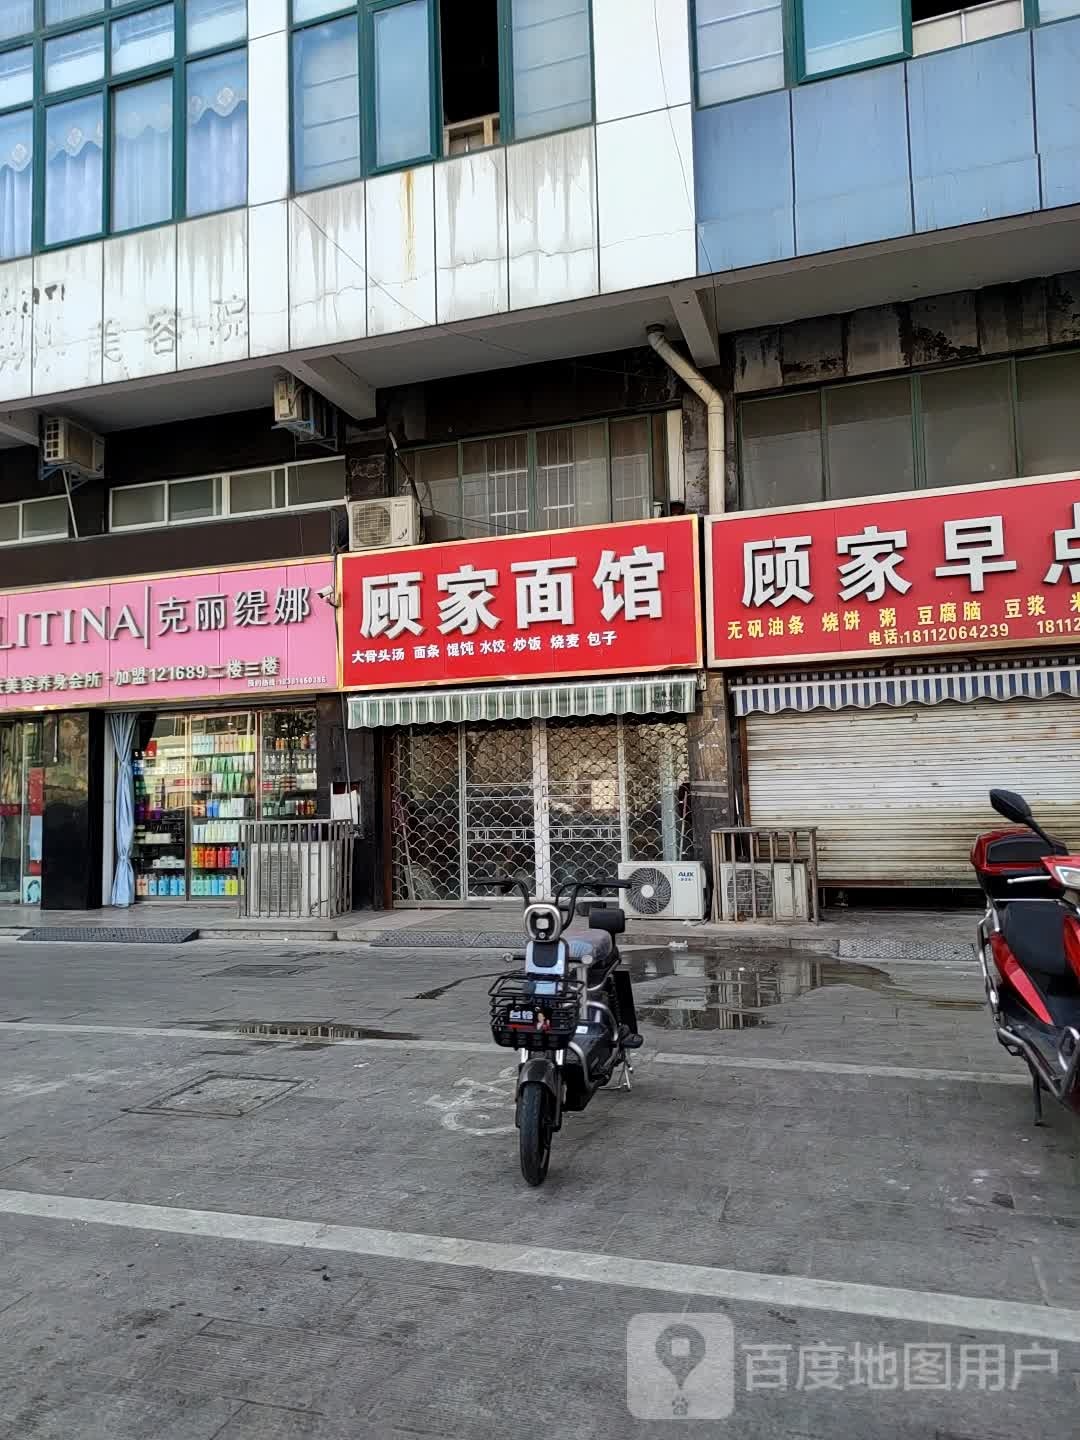 美容院
LITINA 克丽缇娜
美容养身会所·加盟121689二楼三楼
顾家面馆
大骨头汤 面条 馄饨 水饺 炒饭 烧麦 包子
顾家早点
无矾油条 烧饼 粥 豆腐脑 豆浆
电话:18112064239 18112
AUX
百度地图用户